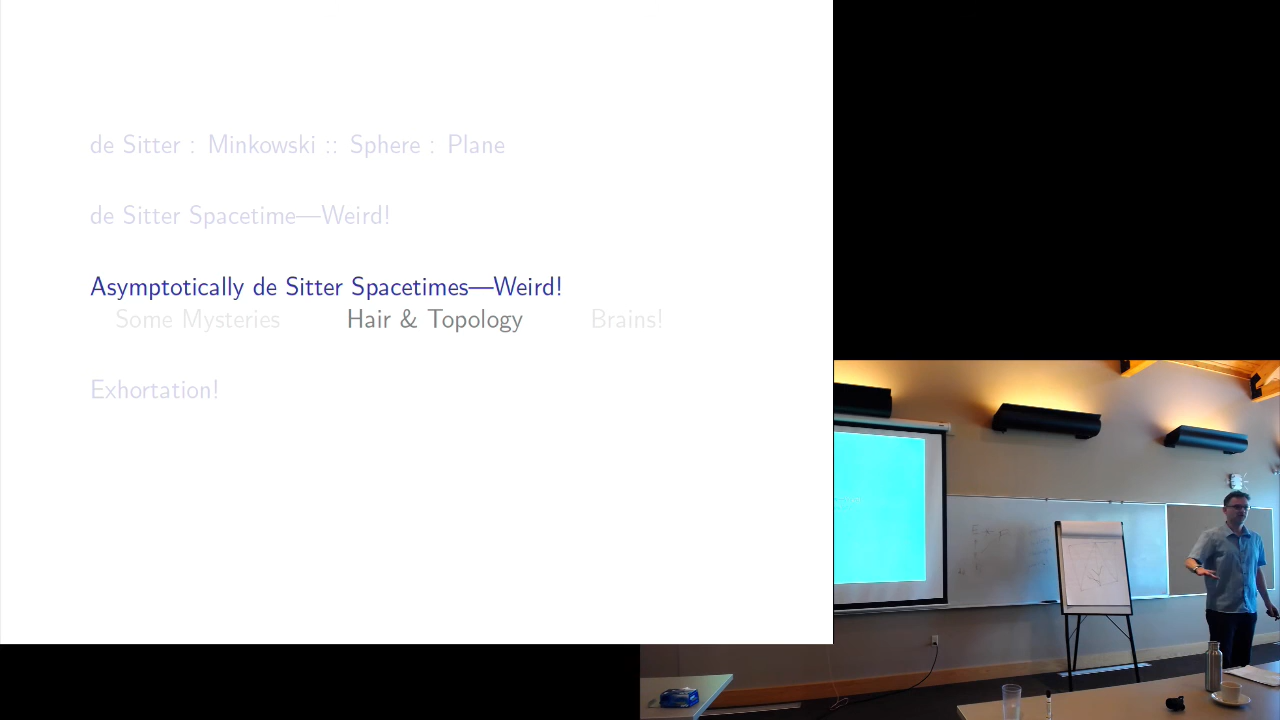 de Sitter : Minkowski :: Sphere : Plane
de Sitter Spacetime—Weird!
Asymptotically de Sitter Spacetimes—Weird!
Some Mysteries Hair & Topology Brains!
Exhortation!